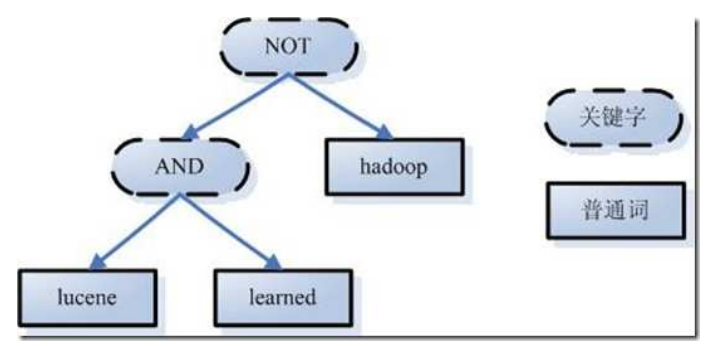 NOT
关键字
AND
hadoop
普通词
lucene
learned